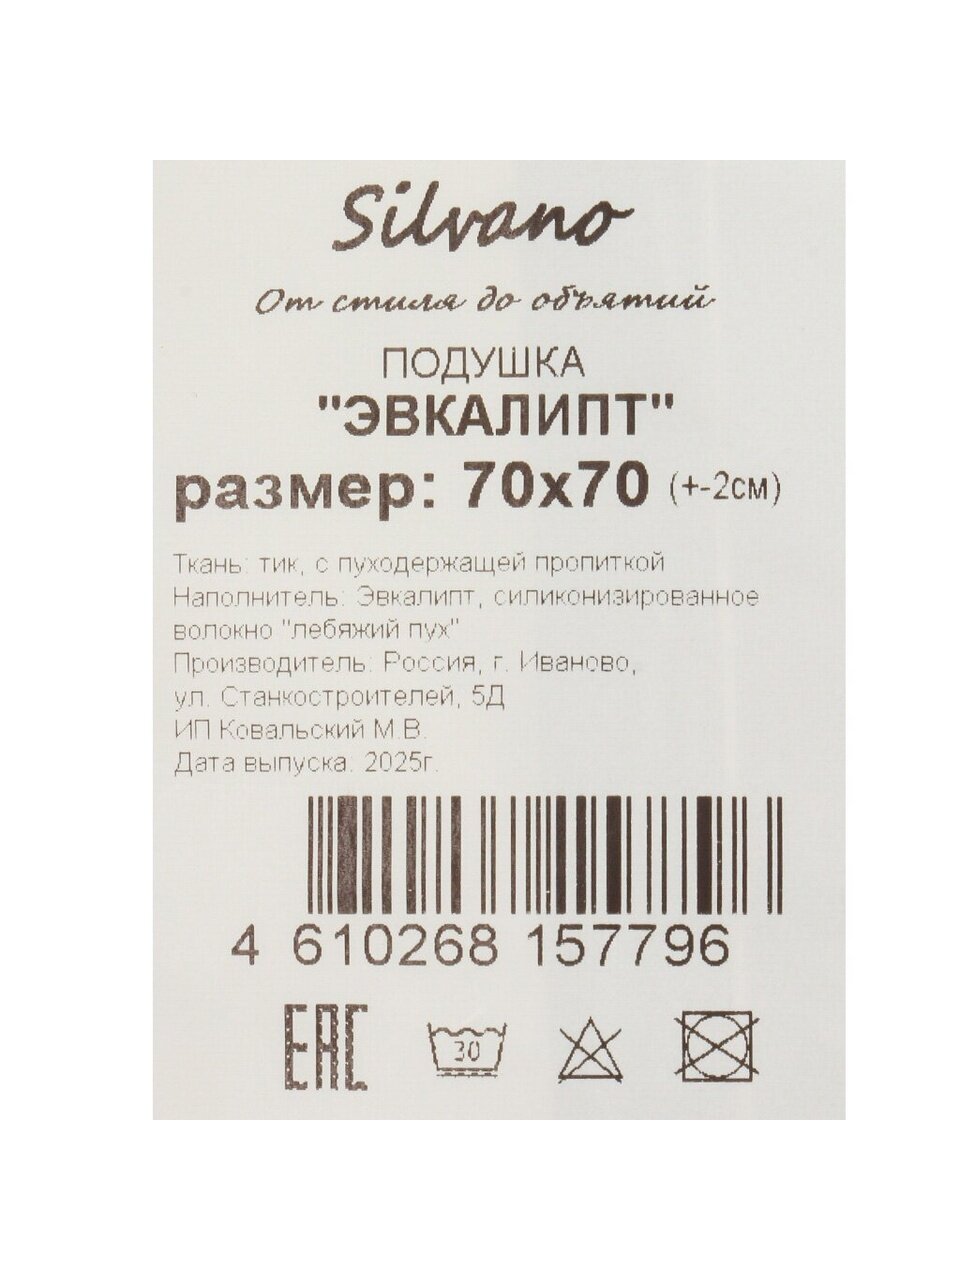 Silvano
От стиля до объятий
ПОДУШКА
"ЭВКАЛИПТ"
размер: 70х70 (+-2см)
Ткань: тик, с пуходержащей пропиткой
Наполнитель: Эвкалипт, силиконизированное
волокно "лебяжий пух"
Производитель: Россия, г. Иваново,
ул. Станкостроителей, 5Д
ИП Ковальский М.В.
Дата выпуска: 2025г.
4 610268 157796
EAC 30